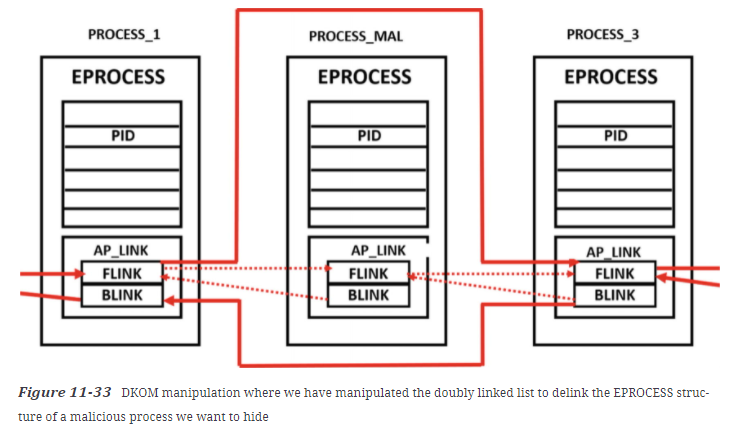 PROCESS_1 PROCESS_MAL PROCESS_3
EPROCESS EPROCESS EPROCESS
PID PID PID
AP_LINK AP_LINK AP_LINK
FLINK FLINK FLINK
BLINK BLINK BLINK
Figure 11-33 DKOM manipulation where we have manipulated the doubly linked list to delink the EPROCESS struc-
ture of a malicious process we want to hide